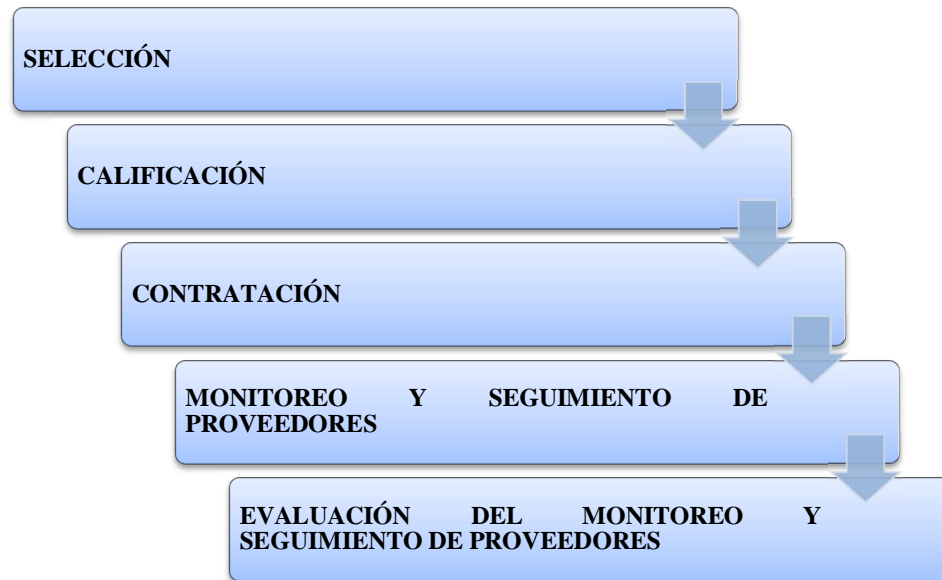 SELECCIÓN
CALIFICACIÓN
CONTRATACIÓN
MONITOREO Y SEGUIMIENTO DE
PROVEEDORES
EVALUACIÓN DEL MONITOREO Y
SEGUIMIENTO DE PROVEEDORES